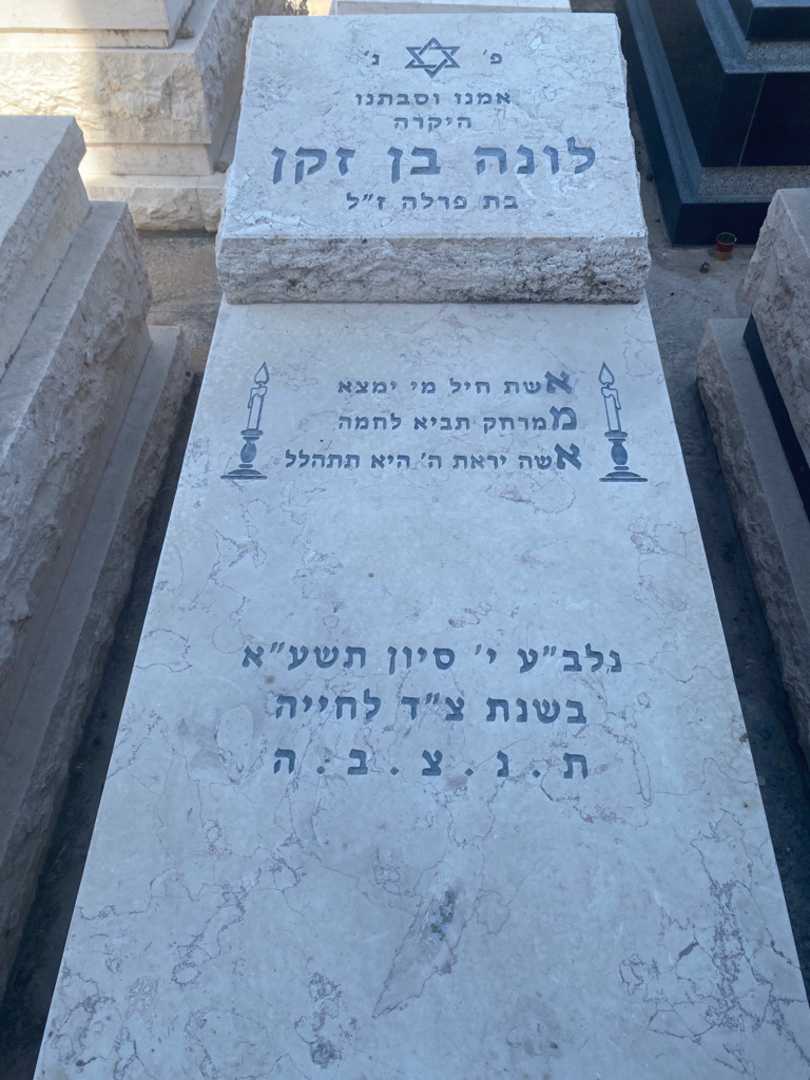 פ׳ נ׳
אמנו וסבתנו
היקרה
לונה בן זקן
בת פרלה ז״ל
אשת חיל מי ימצא
ממרחק תביא לחמה
אשה יראת ה׳ היא תתהלל
נלב״ע י׳ סיון תשע״א
בשנת צ״ד לחייה
ת . נ . צ . ב . ה